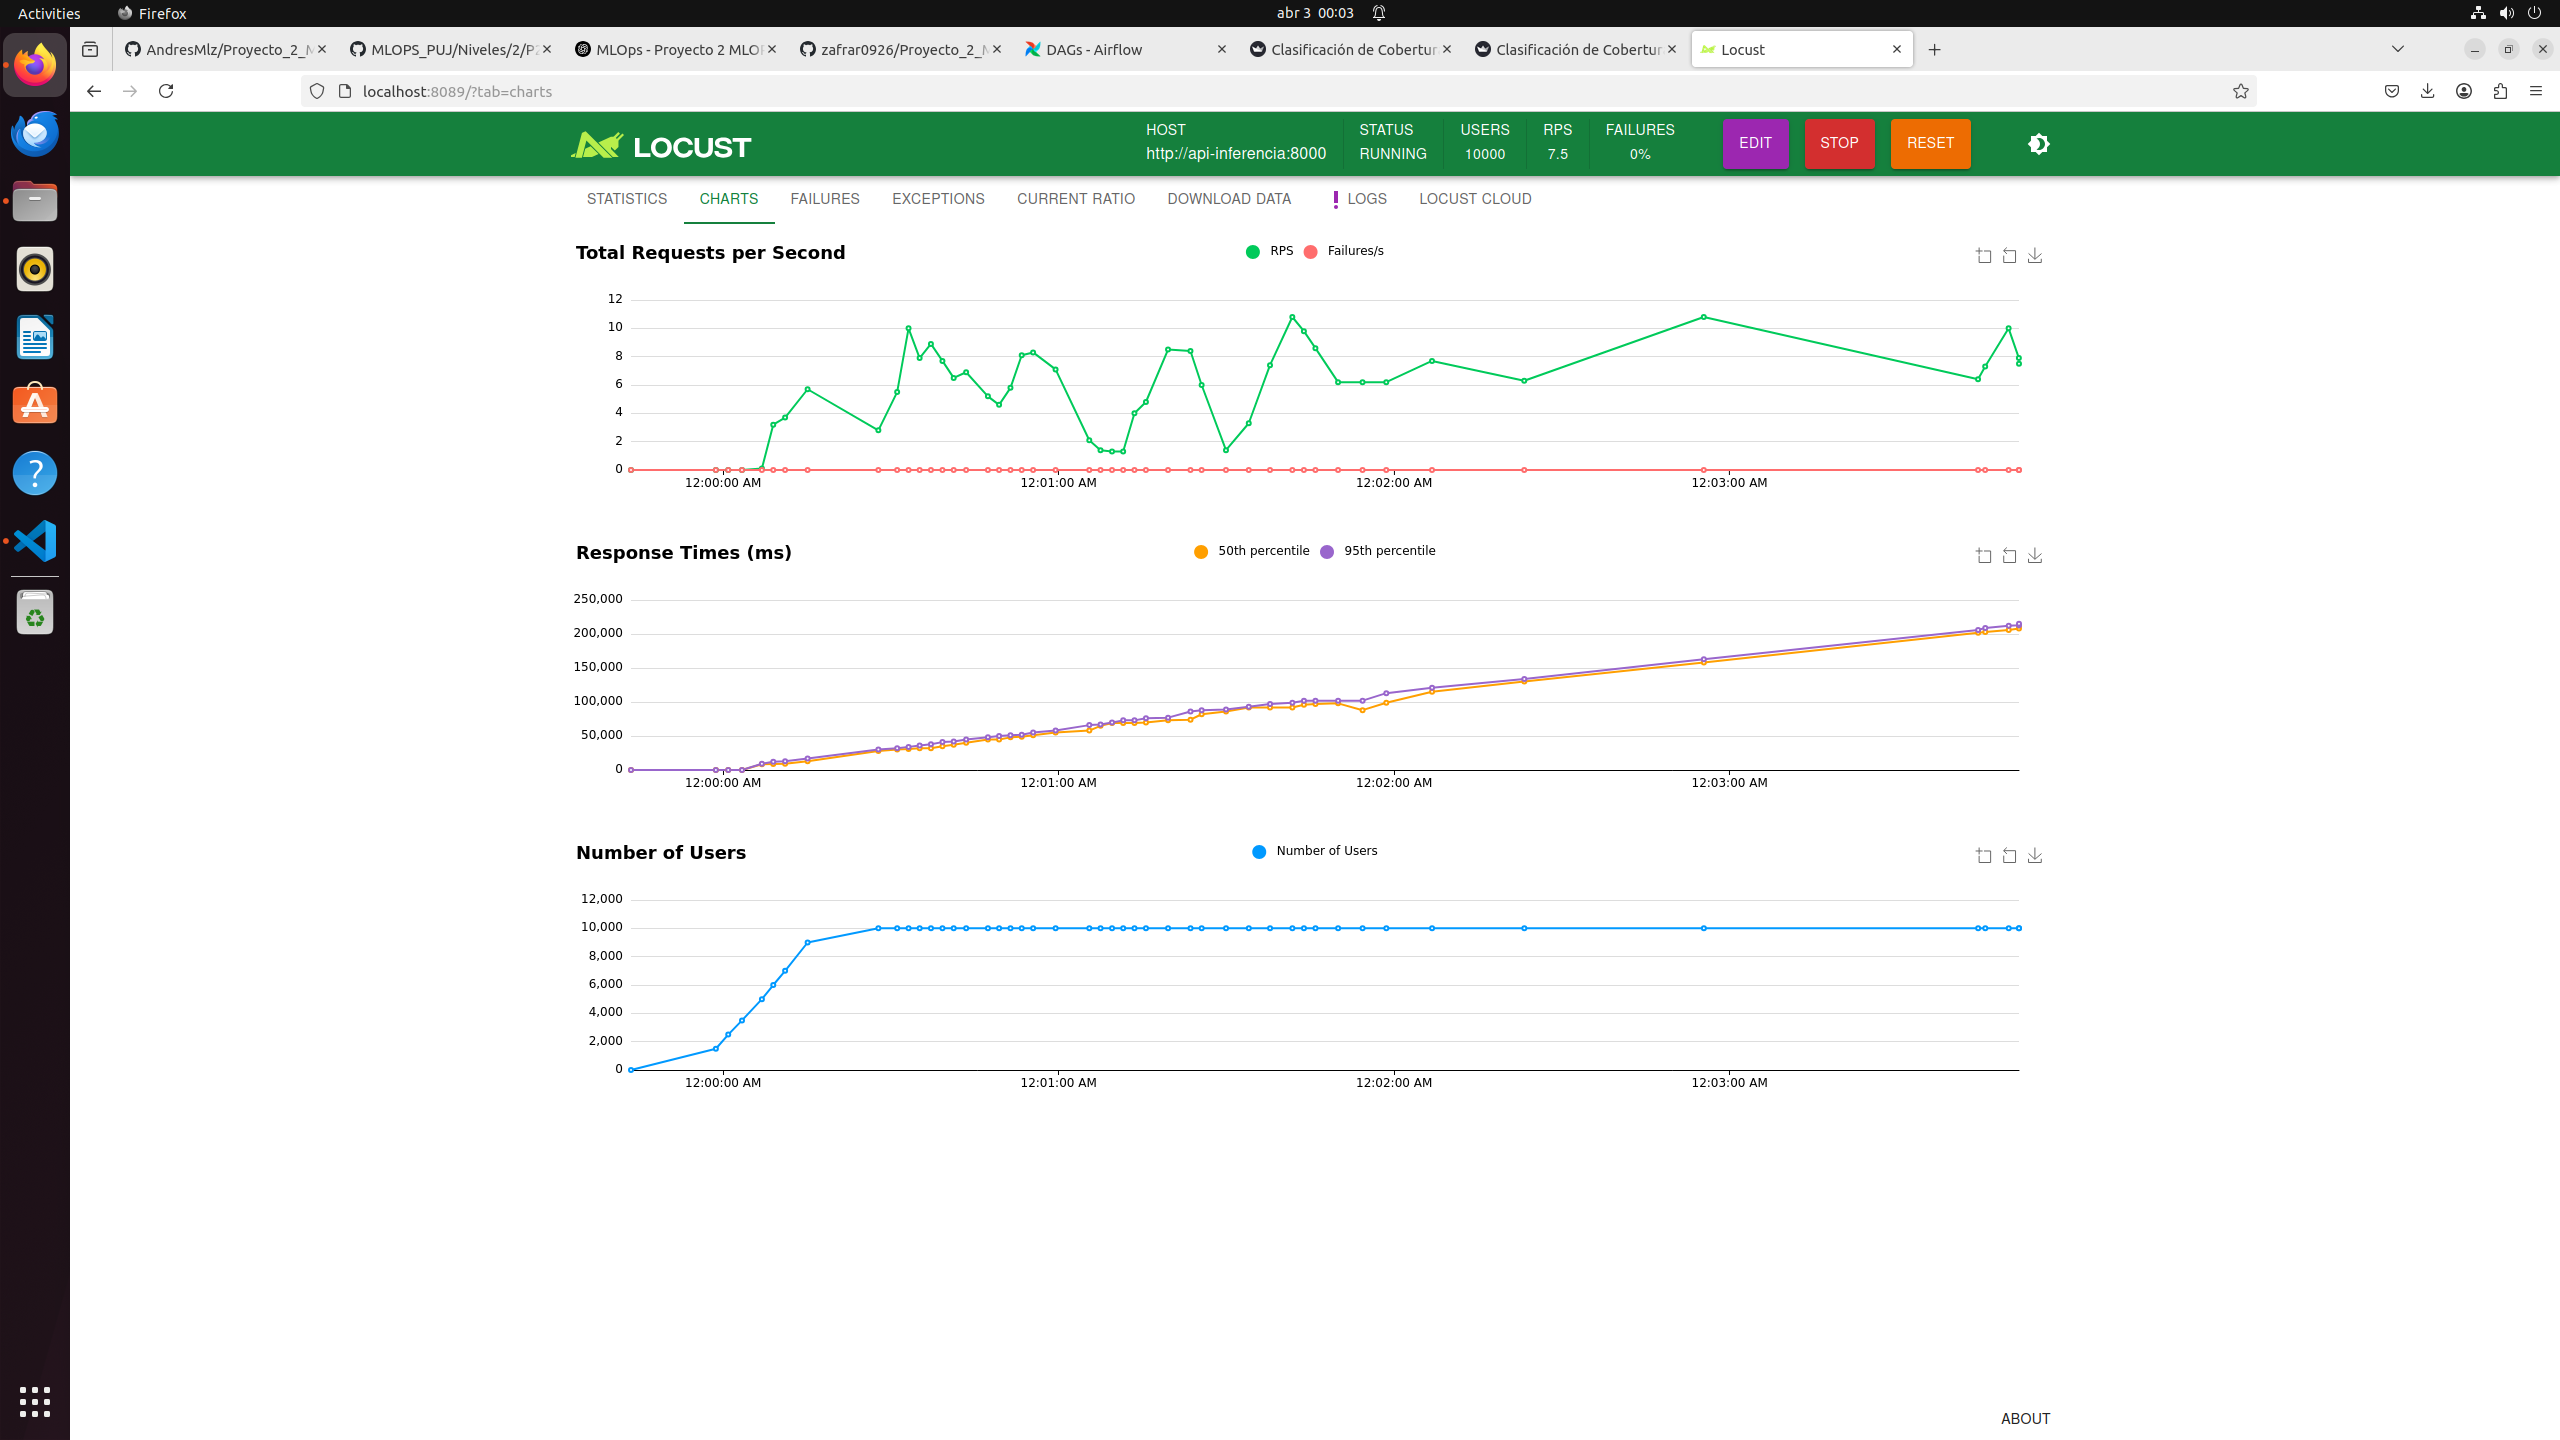 Activities Firefox abr 3 00:03
AndresMlz/Proyecto_2_M MLOPS_PUJ/Niveles/2/P2 MLOps - Proyecto 2 MLOP zafrar0926/Proyecto_2_M DAGs - Airflow Clasificación de Cobertur Clasificación de Cobertur Locust
localhost:8089/?tab=charts
LOCUST
HOST STATUS USERS RPS FAILURES
http://api-inferencia:8000 RUNNING 10000 7.5 0%
EDIT STOP RESET
STATISTICS CHARTS FAILURES EXCEPTIONS CURRENT RATIO DOWNLOAD DATA LOGS LOCUST CLOUD
Total Requests per Second
RPS Failures/s
12
10
8
6
4
2
0
12:00:00 AM 12:01:00 AM 12:02:00 AM 12:03:00 AM
Response Times (ms)
50th percentile 95th percentile
250,000
200,000
150,000
100,000
50,000
0
12:00:00 AM 12:01:00 AM 12:02:00 AM 12:03:00 AM
Number of Users
Number of Users
12,000
10,000
8,000
6,000
4,000
2,000
0
12:00:00 AM 12:01:00 AM 12:02:00 AM 12:03:00 AM
ABOUT